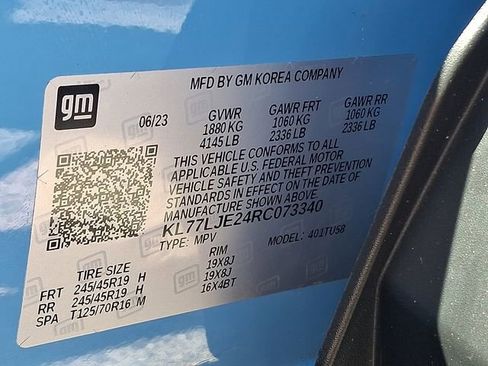 MFD BY GM KOREA COMPANY
gm
06/23 GVWR GAWR FRT GAWR RR
1880 KG 1060 KG 1060 KG
4145 LB 2336 LB 2336 LB
THIS VEHICLE CONFORMS TO ALL
APPLICABLE U.S. FEDERAL MOTOR
VEHICLE SAFETY AND THEFT PREVENTION
STANDARDS IN EFFECT ON THE DATE OF
MANUFACTURE SHOWN ABOVE.
KL77LJE24RC073340
TYPE: MPV MODEL: 401TU58
TIRE SIZE RIM
FRT 245/45R19 H 19X8J
RR 245/45R19 H 19X8J
SPA T125/70R16 M 16X4BT